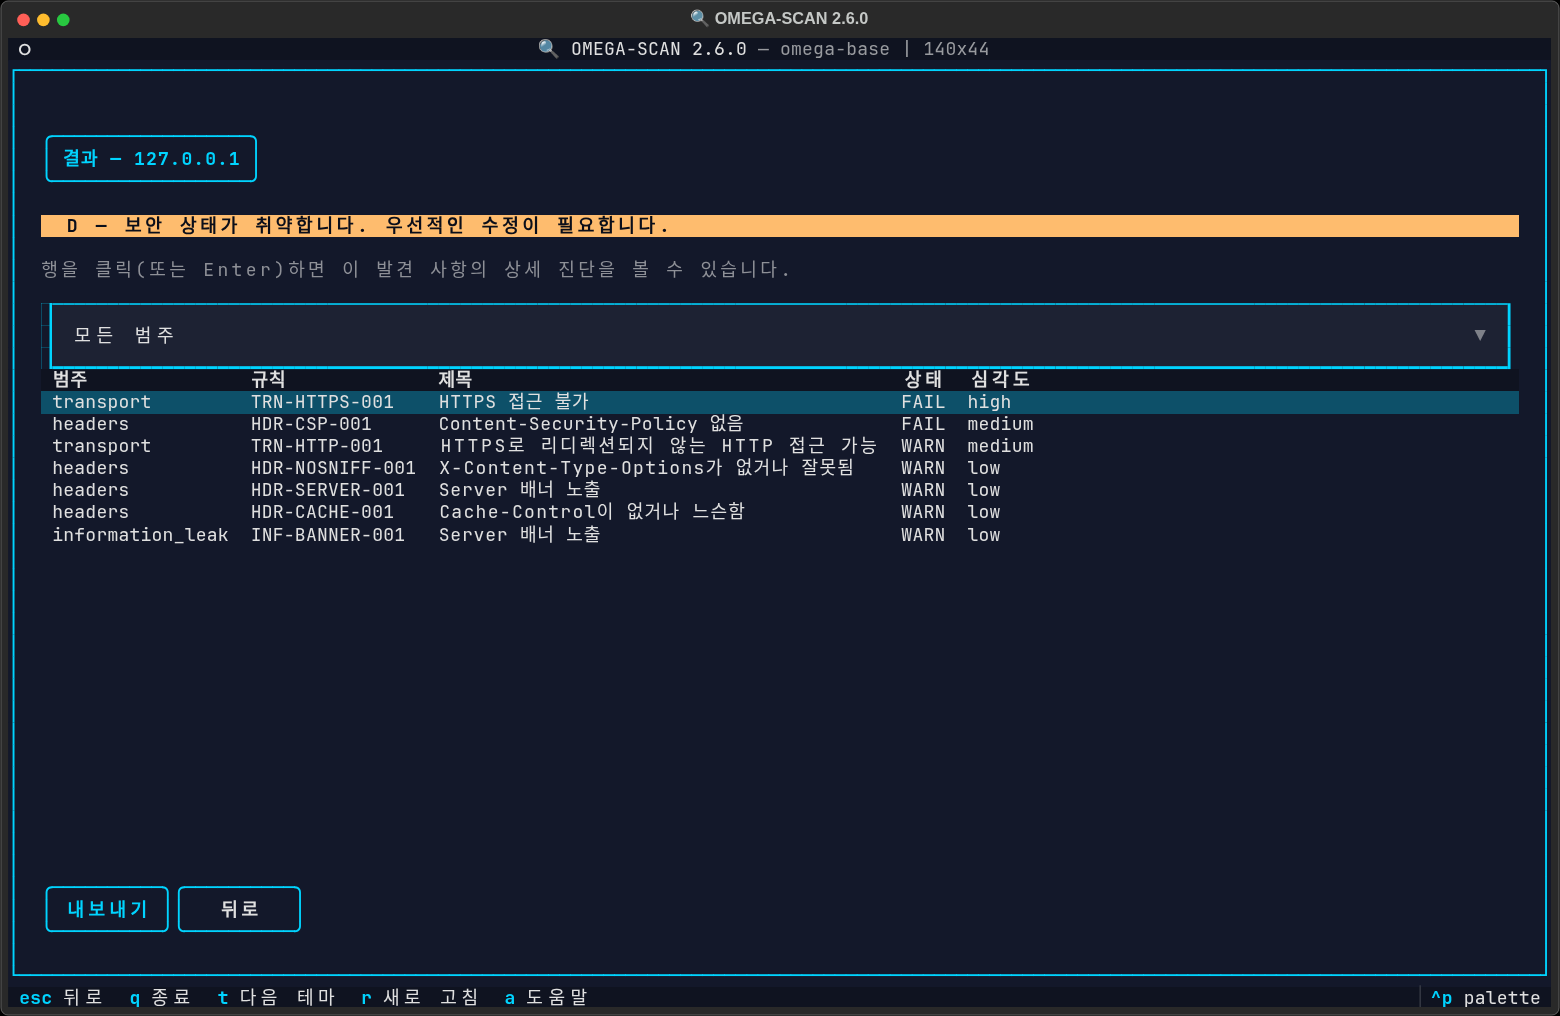 🔍 OMEGA-SCAN 2.6.0
🔍 OMEGA-SCAN 2.6.0 — omega-base | 140x44
결과 — 127.0.0.1
D — 보안 상태가 취약합니다. 우선적인 수정이 필요합니다.
행을 클릭(또는 Enter)하면 이 발견 사항의 상세 진단을 볼 수 있습니다.
모든 범주 ▼
범주 규칙 제목 상태 심각도
transport TRN-HTTPS-001 HTTPS 접근 불가 FAIL high
headers HDR-CSP-001 Content-Security-Policy 없음 FAIL medium
transport TRN-HTTP-001 HTTPS로 리디렉션되지 않는 HTTP 접근 가능 WARN medium
headers HDR-NOSNIFF-001 X-Content-Type-Options가 없거나 잘못됨 WARN low
headers HDR-SERVER-001 Server 배너 노출 WARN low
headers HDR-CACHE-001 Cache-Control이 없거나 느슨함 WARN low
information_leak INF-BANNER-001 Server 배너 노출 WARN low
내보내기 뒤로
esc 뒤로 q 종료 t 다음 테마 r 새로 고침 a 도움말 ^p palette